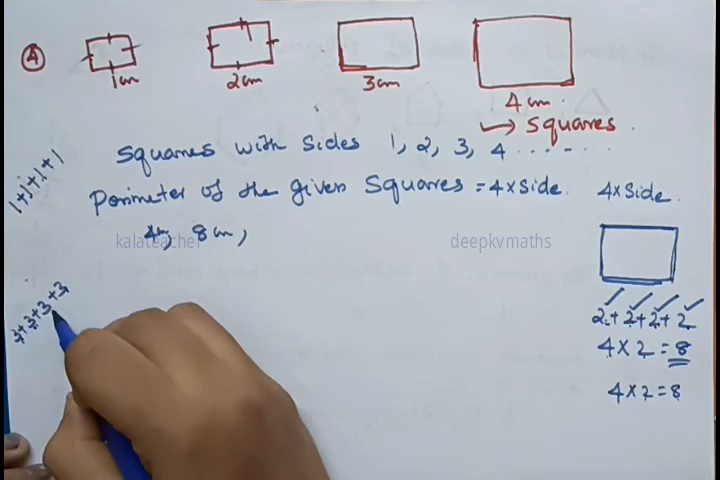 4
1cm 2cm 3cm 4cm.
→ Squares.
1+1+1+1
Squares with sides 1, 2, 3, 4 .......
Perimeter of the given Squares = 4×Side. 4×Side.
4cm, 8cm,
kalateacher deepkvmaths
3+3+3+3
2+2+2+2
4×2=8
4×2=8